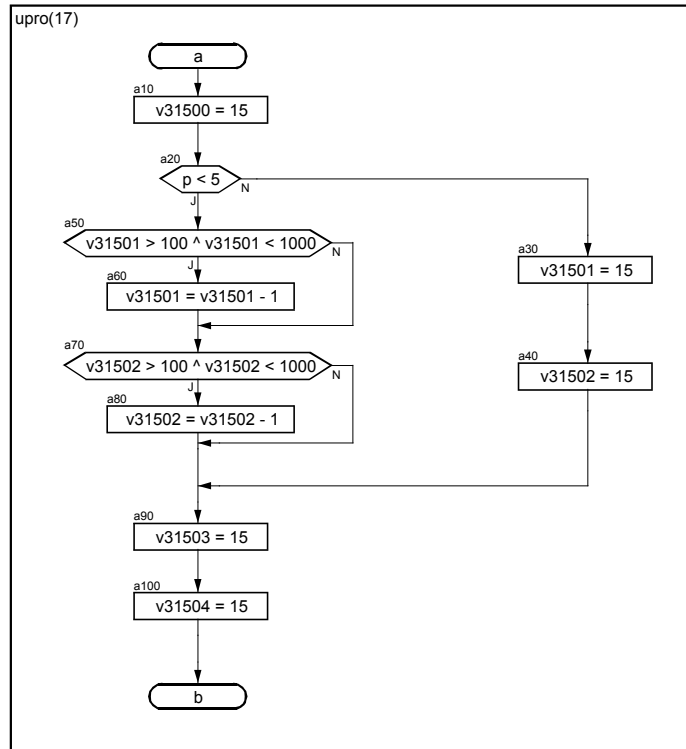 upro(17)
a
a10
v31500 = 15
a20
p < 5
N
J
a50
v31501 > 100 ^ v31501 < 1000
N
J
a60
v31501 = v31501 - 1
a30
v31501 = 15
a70
v31502 > 100 ^ v31502 < 1000
N
J
a80
v31502 = v31502 - 1
a40
v31502 = 15
a90
v31503 = 15
a100
v31504 = 15
b